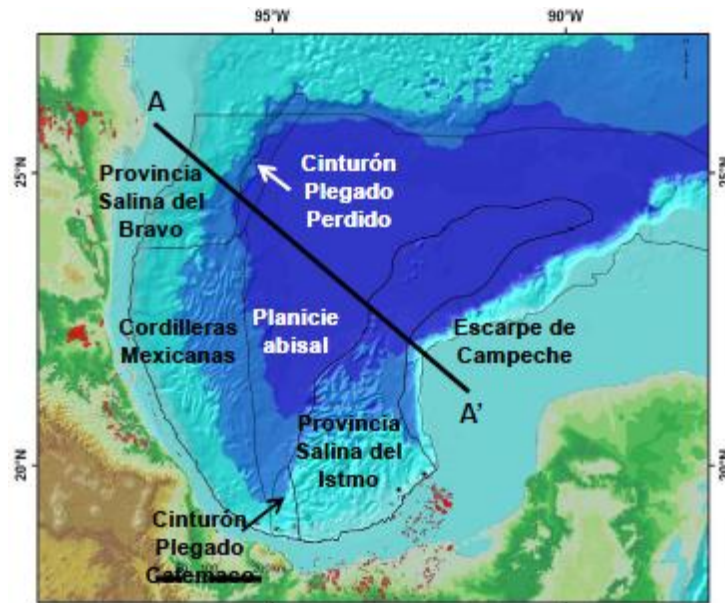 95°W 90°W
A
25°N 25°N
Provincia
Salina del
Bravo
Cinturón
Plegado
Perdido
Cordilleras
Mexicanas
Planicie
abisal
Escarpe de
Campeche
A'
20°N 20°N
Provincia
Salina del
Istmo
Cinturón
Plegado
Catemaco